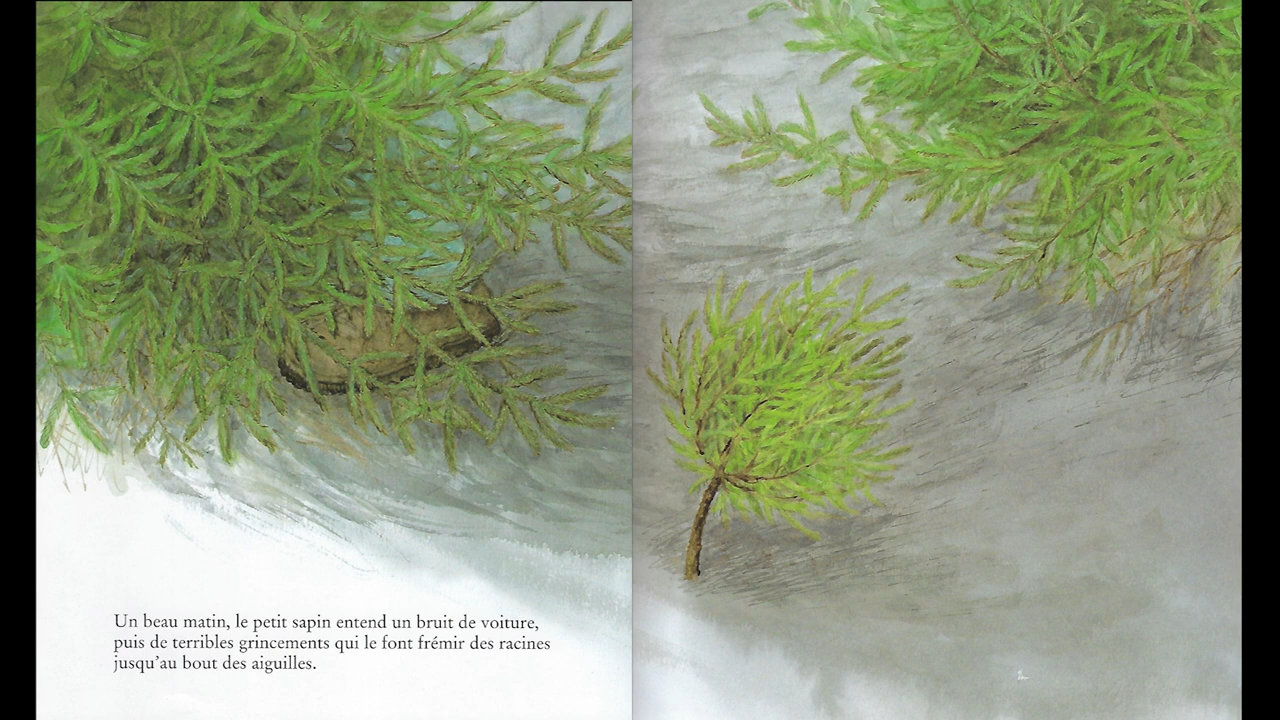 Un beau matin, le petit sapin entend un bruit de voiture,
puis de terribles grincements qui le font frémir des racines
jusqu'au bout des aiguilles.